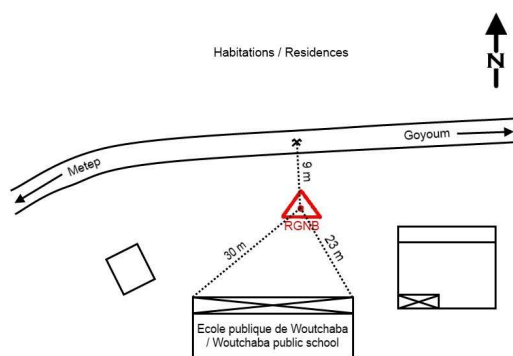 Habitations / Residences
N
Goyoum
Metep
9 m
RGNB
30 m
23 m
Ecole publique de Woutchaba
/ Woutchaba public school